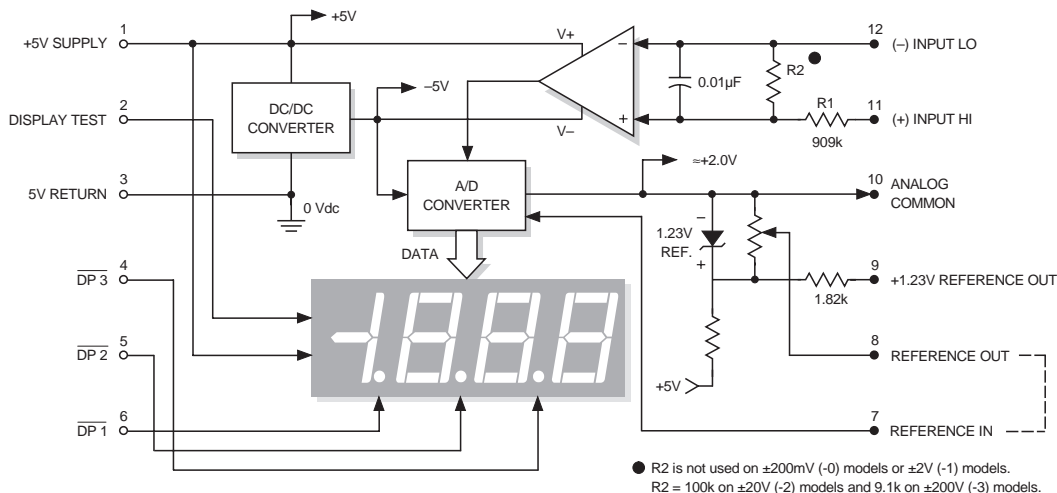 +5V SUPPLY
1
+5V
V+
–
12
(–) INPUT LO
DC/DC
CONVERTER
–5V
0.01µF
R2
R1
909k
DISPLAY TEST
2
V–
+
11
(+) INPUT HI
5V RETURN
3
0 Vdc
A/D
CONVERTER
≈+2.0V
10
ANALOG
COMMON
DATA
1.23V
REF.
–
+
DP 3
4
-1.8.8.8
1.82k
9
+1.23V REFERENCE OUT
DP 2
5
+5V
8
REFERENCE OUT
DP 1
6
7
REFERENCE IN
R2 is not used on ±200mV (-0) models or ±2V (-1) models.
R2 = 100k on ±20V (-2) models and 9.1k on ±200V (-3) models.